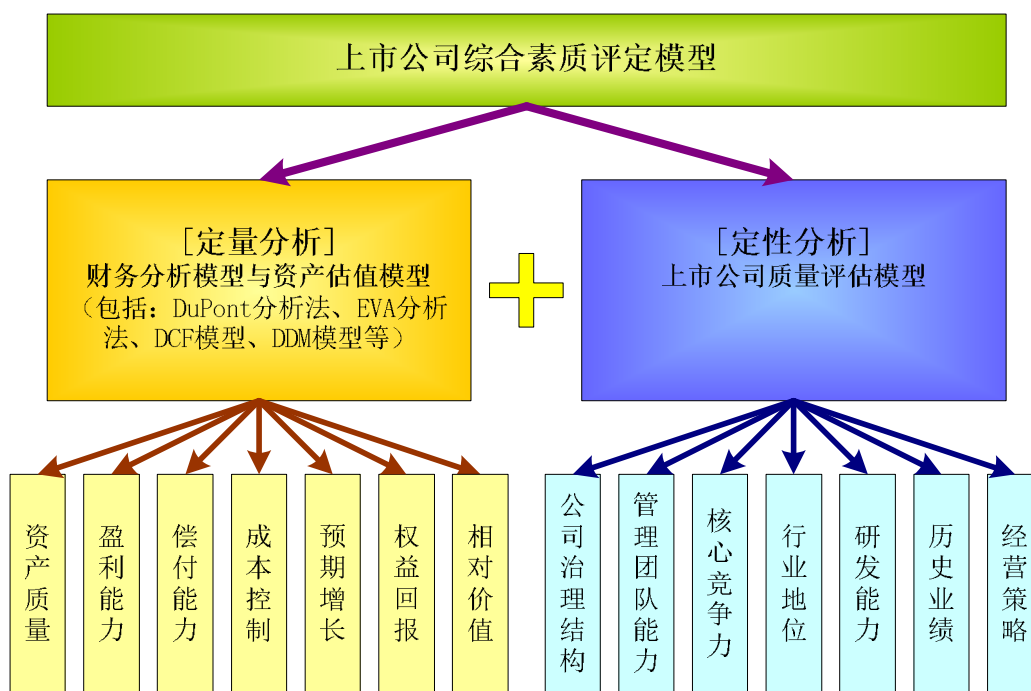 上市公司综合素质评定模型
[定量分析]
财务分析模型与资产估值模型
（包括：DuPont分析法、EVA分析
法、DCF模型、DDM模型等）
[定性分析]
上市公司质量评估模型
资产质量
盈利能力
偿付能力
成本控制
预期增长
权益回报
相对价值
公司治理结构
管理团队能力
核心竞争力
行业地位
研发能力
历史业绩
经营策略